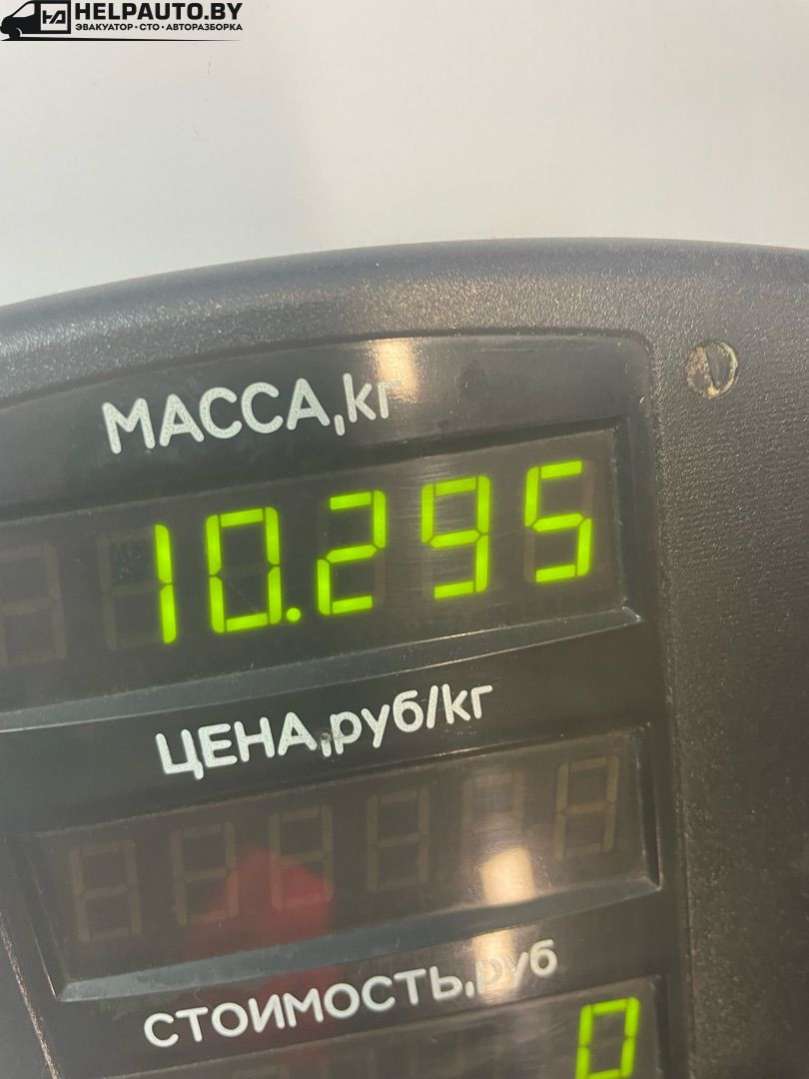 HELPAUTO.BY
ЭВАКУАТОР • СТО • АВТОРАЗБОРКА
МАССА,кг
10.295
ЦЕНА,руб/кг
СТОИМОСТЬ,руб
0